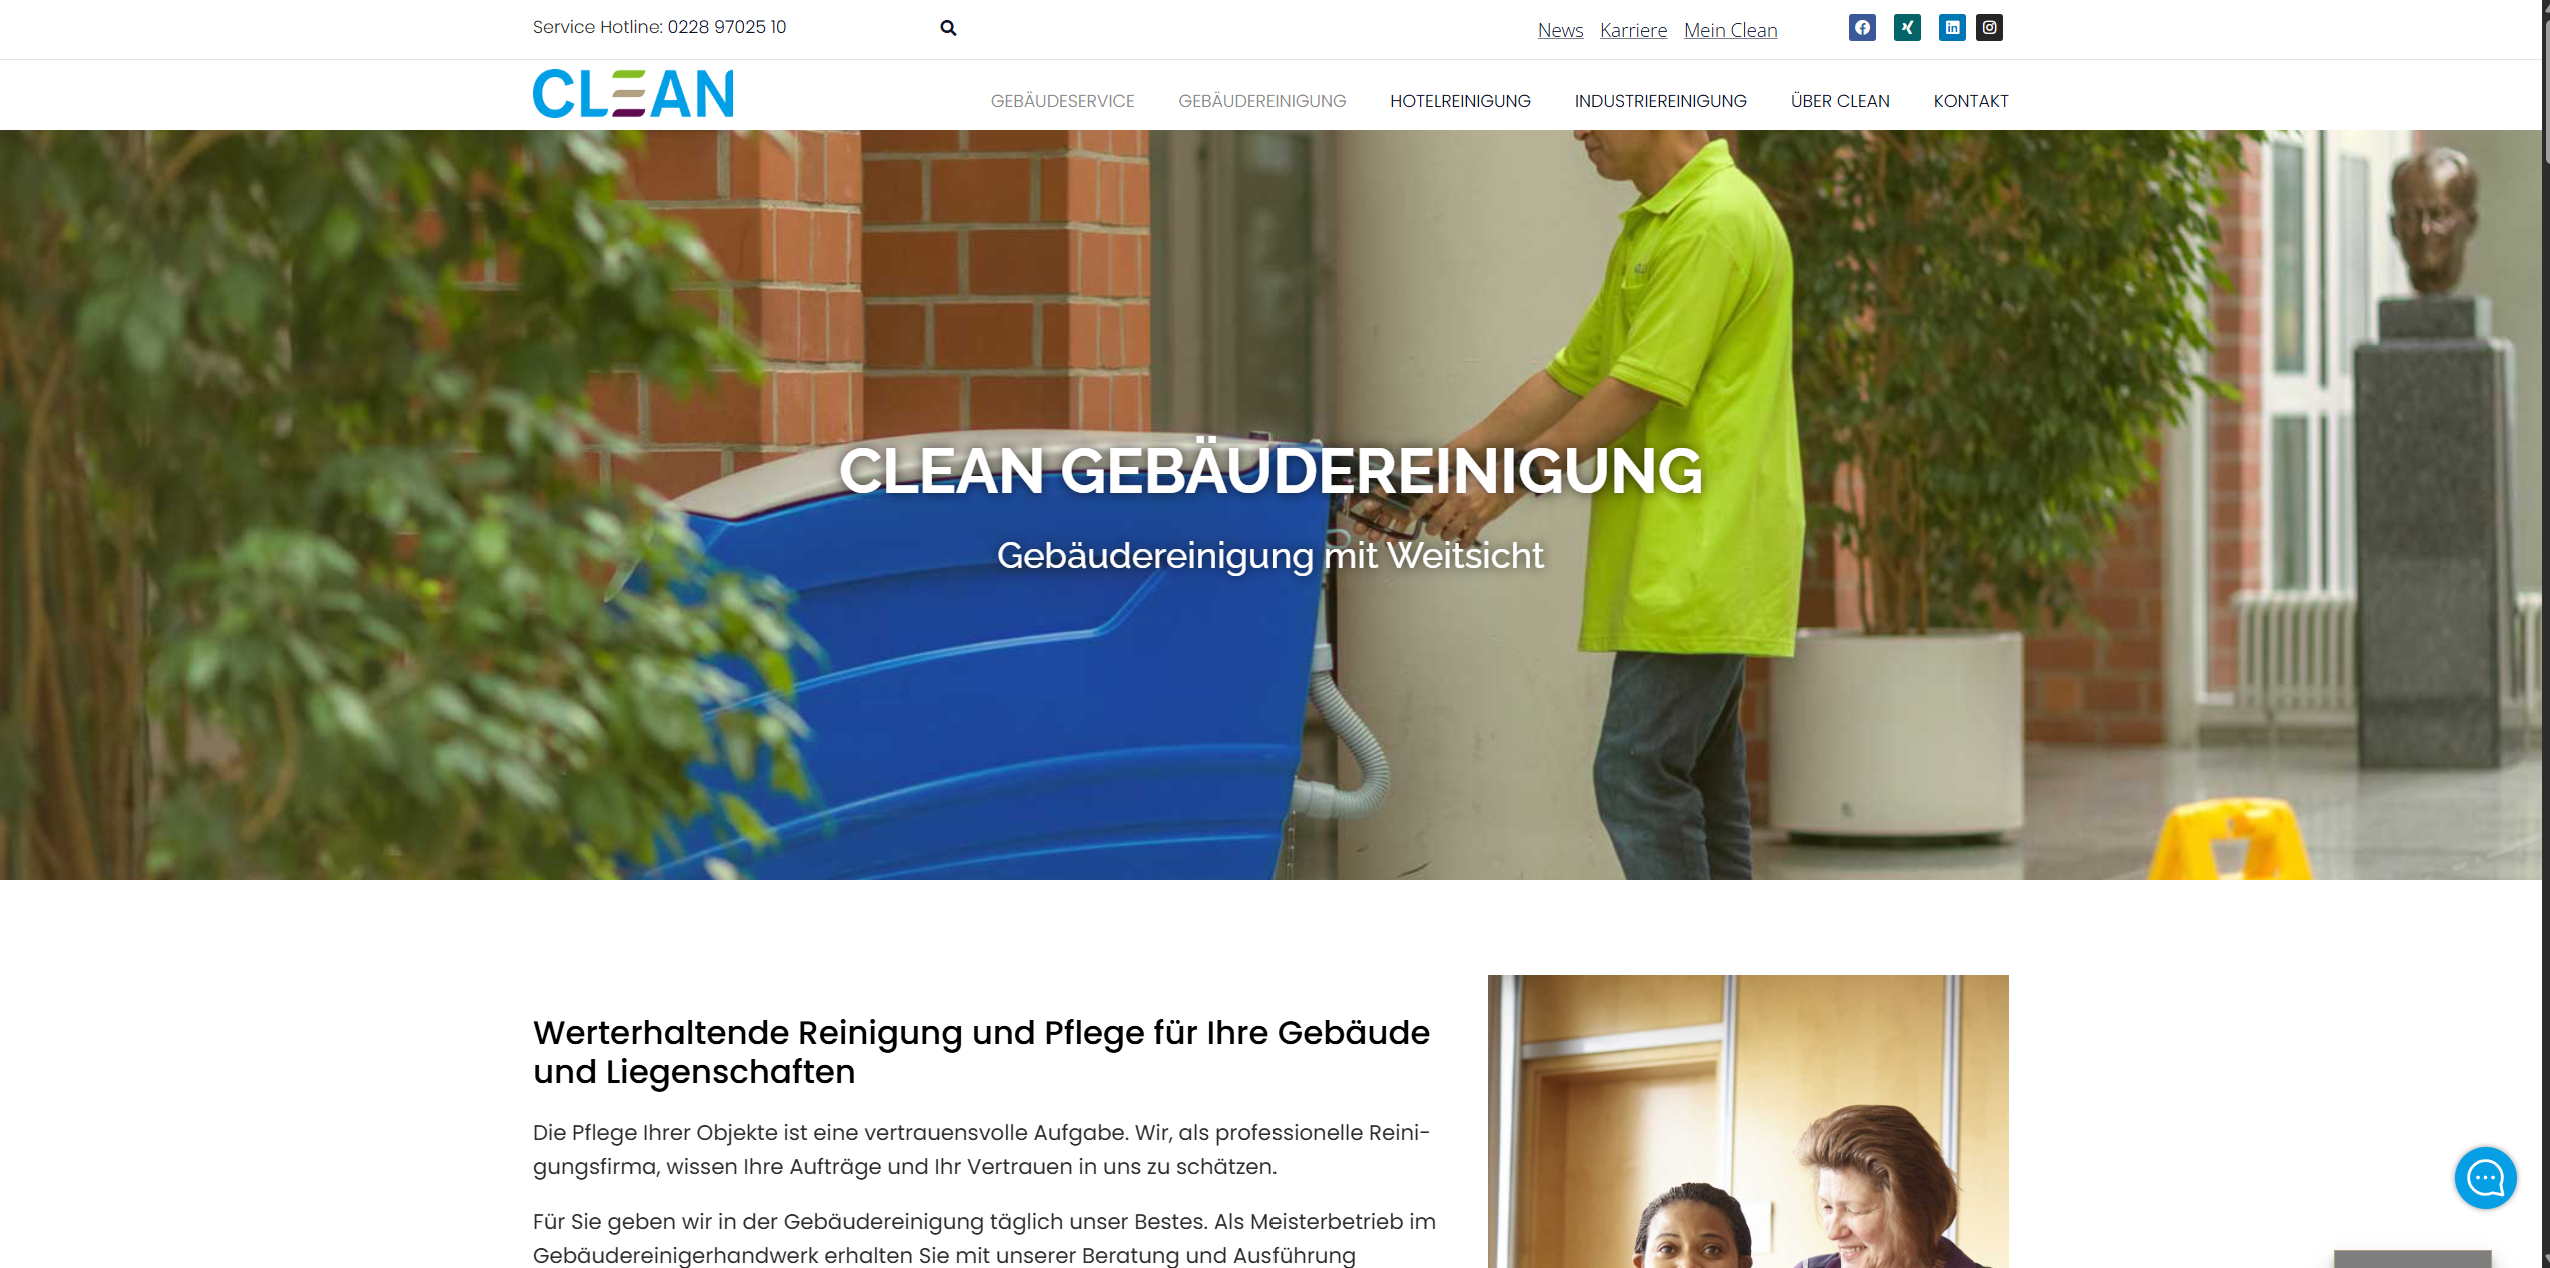 Service Hotline: 0228 97025 10
News Karriere Mein Clean
CLEAN
GEBÄUDESERVICE GEBÄUDEREINIGUNG HOTELREINIGUNG INDUSTRIEREINIGUNG ÜBER CLEAN KONTAKT
CLEAN GEBÄUDEREINIGUNG
Gebäudereinigung mit Weitsicht
Werterhaltende Reinigung und Pflege für Ihre Gebäude
und Liegenschaften
Die Pflege Ihrer Objekte ist eine vertrauensvolle Aufgabe. Wir, als professionelle Reini-
gungsfirma, wissen Ihre Aufträge und Ihr Vertrauen in uns zu schätzen.
Für Sie geben wir in der Gebäudereinigung täglich unser Bestes. Als Meisterbetrieb im
Gebäudereinigerhandwerk erhalten Sie mit unserer Beratung und Ausführung